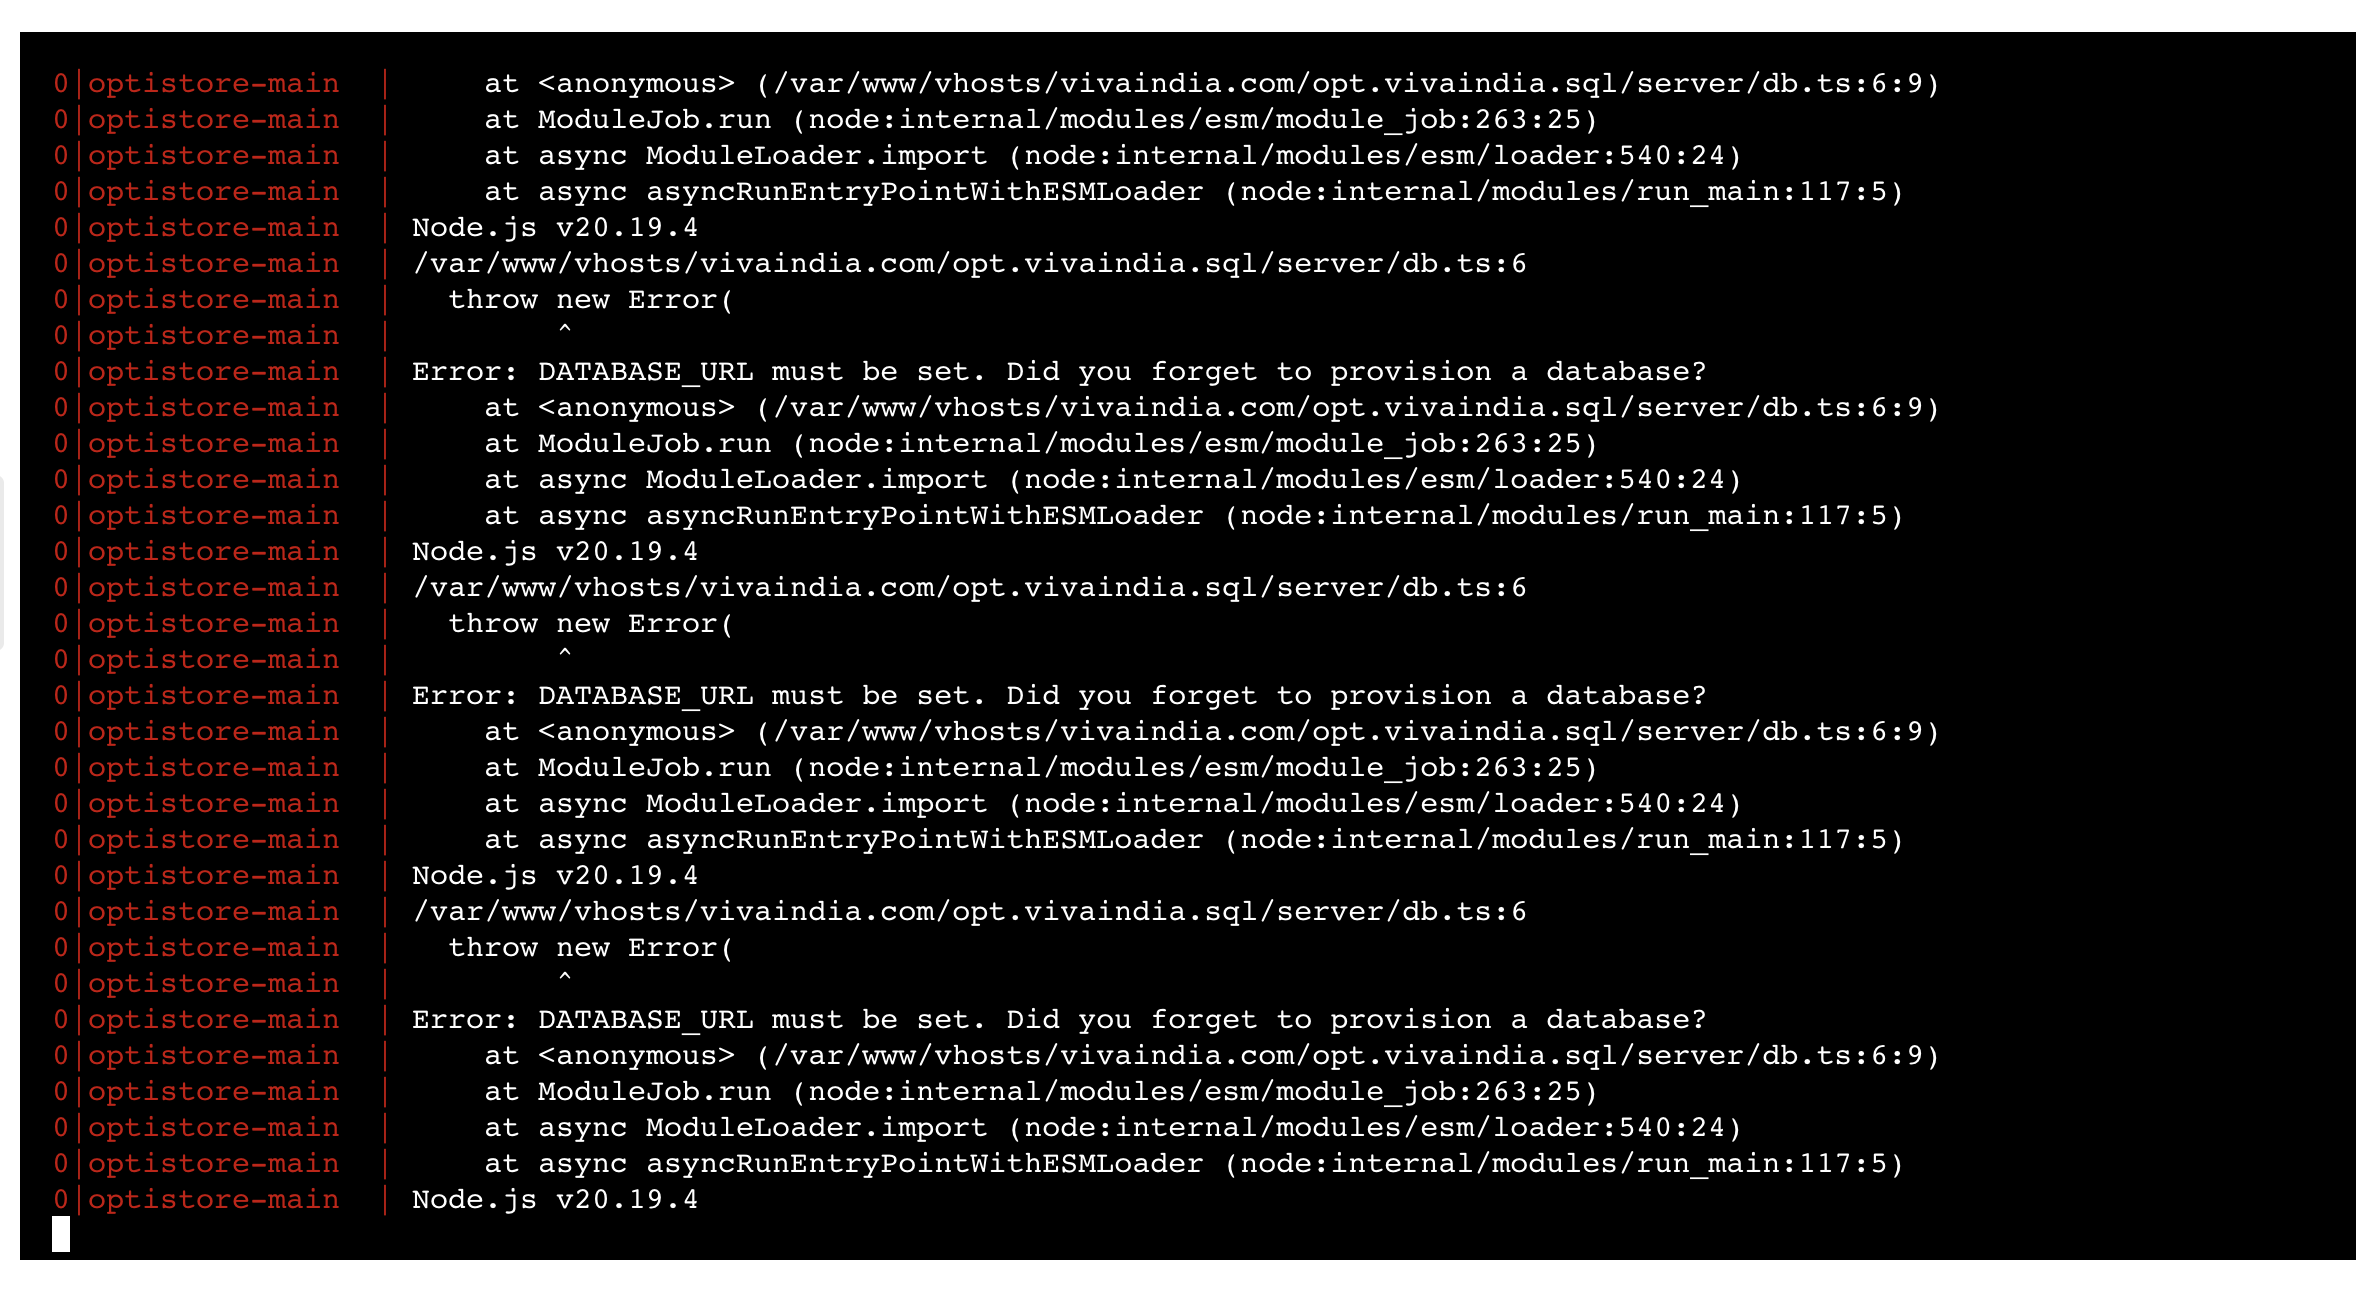 0|optistore-main  |     at <anonymous> (/var/www/vhosts/vivaindia.com/opt.vivaindia.sql/server/db.ts:6:9)
0|optistore-main  |     at ModuleJob.run (node:internal/modules/esm/module_job:263:25)
0|optistore-main  |     at async ModuleLoader.import (node:internal/modules/esm/loader:540:24)
0|optistore-main  |     at async asyncRunEntryPointWithESMLoader (node:internal/modules/run_main:117:5)
0|optistore-main  | Node.js v20.19.4
0|optistore-main  | /var/www/vhosts/vivaindia.com/opt.vivaindia.sql/server/db.ts:6
0|optistore-main  |   throw new Error(
0|optistore-main  |         ^
0|optistore-main  | Error: DATABASE_URL must be set. Did you forget to provision a database?
0|optistore-main  |     at <anonymous> (/var/www/vhosts/vivaindia.com/opt.vivaindia.sql/server/db.ts:6:9)
0|optistore-main  |     at ModuleJob.run (node:internal/modules/esm/module_job:263:25)
0|optistore-main  |     at async ModuleLoader.import (node:internal/modules/esm/loader:540:24)
0|optistore-main  |     at async asyncRunEntryPointWithESMLoader (node:internal/modules/run_main:117:5)
0|optistore-main  | Node.js v20.19.4
0|optistore-main  | /var/www/vhosts/vivaindia.com/opt.vivaindia.sql/server/db.ts:6
0|optistore-main  |   throw new Error(
0|optistore-main  |         ^
0|optistore-main  | Error: DATABASE_URL must be set. Did you forget to provision a database?
0|optistore-main  |     at <anonymous> (/var/www/vhosts/vivaindia.com/opt.vivaindia.sql/server/db.ts:6:9)
0|optistore-main  |     at ModuleJob.run (node:internal/modules/esm/module_job:263:25)
0|optistore-main  |     at async ModuleLoader.import (node:internal/modules/esm/loader:540:24)
0|optistore-main  |     at async asyncRunEntryPointWithESMLoader (node:internal/modules/run_main:117:5)
0|optistore-main  | Node.js v20.19.4
0|optistore-main  | /var/www/vhosts/vivaindia.com/opt.vivaindia.sql/server/db.ts:6
0|optistore-main  |   throw new Error(
0|optistore-main  |         ^
0|optistore-main  | Error: DATABASE_URL must be set. Did you forget to provision a database?
0|optistore-main  |     at <anonymous> (/var/www/vhosts/vivaindia.com/opt.vivaindia.sql/server/db.ts:6:9)
0|optistore-main  |     at ModuleJob.run (node:internal/modules/esm/module_job:263:25)
0|optistore-main  |     at async ModuleLoader.import (node:internal/modules/esm/loader:540:24)
0|optistore-main  |     at async asyncRunEntryPointWithESMLoader (node:internal/modules/run_main:117:5)
0|optistore-main  | Node.js v20.19.4